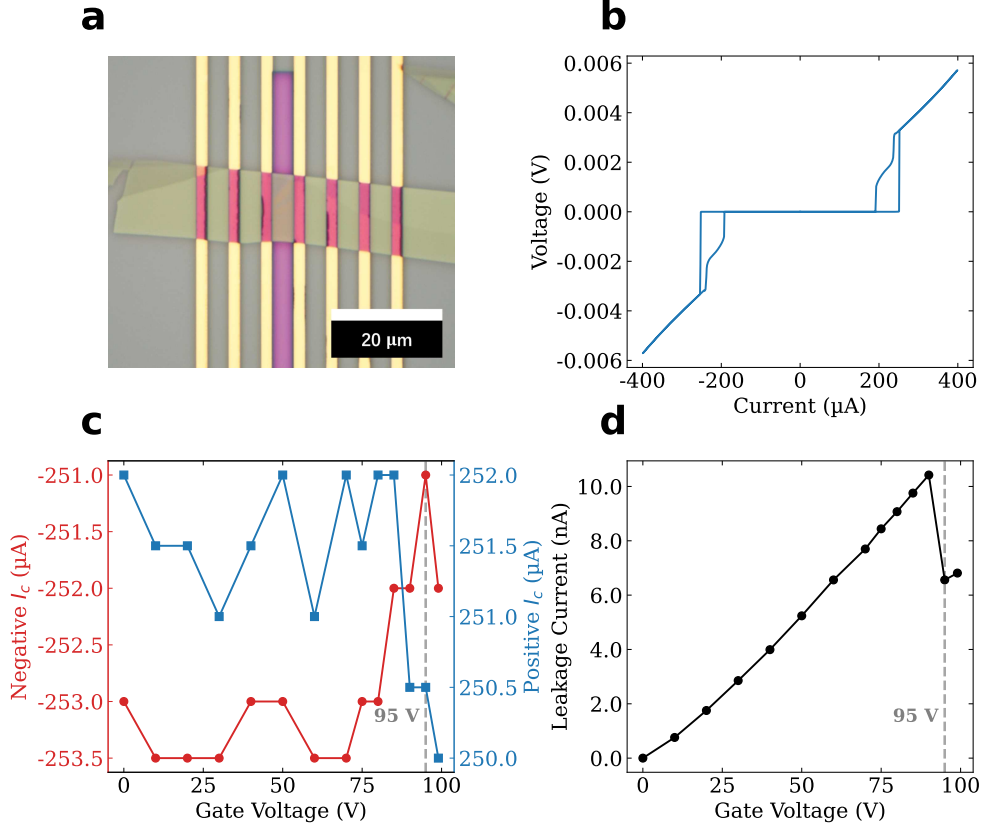 a
20 µm
b
0.006
0.004
0.002
0.000
-0.002
-0.004
-0.006
Voltage (V)
-400
-200
0
200
400
Current (µA)
c
-251.0
-251.5
-252.0
-252.5
-253.0
-253.5
Negative I_c (µA)
252.0
251.5
251.0
250.5
250.0
Positive I_c (µA)
95 V
0
25
50
75
100
Gate Voltage (V)
d
10.0
8.0
6.0
4.0
2.0
0.0
Leakage Current (nA)
95 V
0
25
50
75
100
Gate Voltage (V)